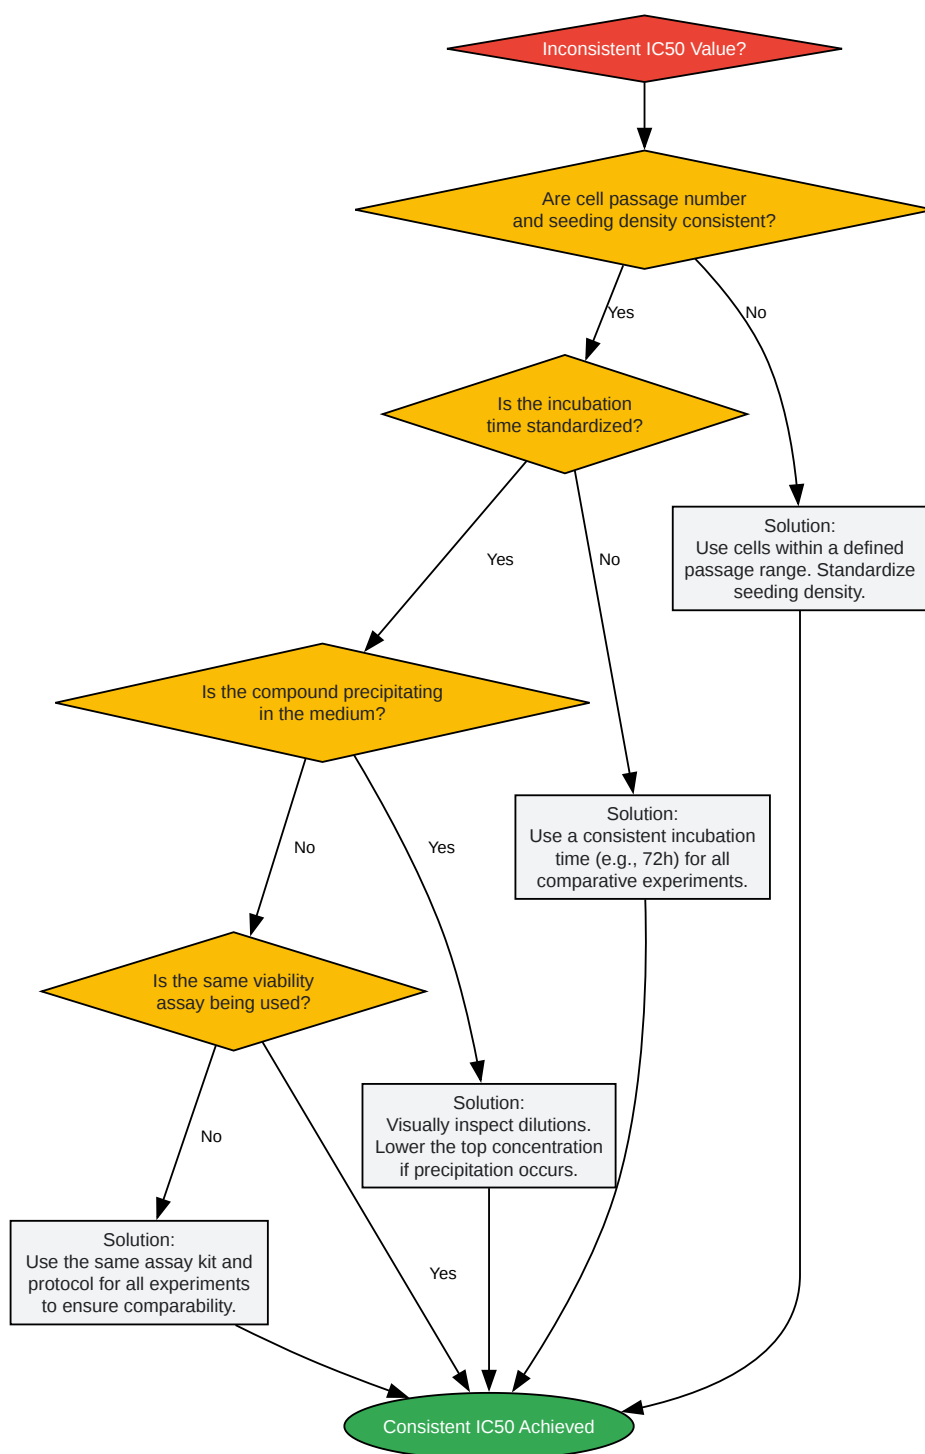 Inconsistent IC50 Value?
Are cell passage number
and seeding density consistent?
Yes
No
Is the incubation
time standardized?
Solution:
Use cells within a defined
passage range. Standardize
seeding density.
Yes
No
Is the compound precipitating
in the medium?
Solution:
Use a consistent incubation
time (e.g., 72h) for all
comparative experiments.
No
Yes
Is the same viability
assay being used?
Solution:
Visually inspect dilutions.
Lower the top concentration
if precipitation occurs.
No
Yes
Solution:
Use the same assay kit and
protocol for all experiments
to ensure comparability.
Consistent IC50 Achieved